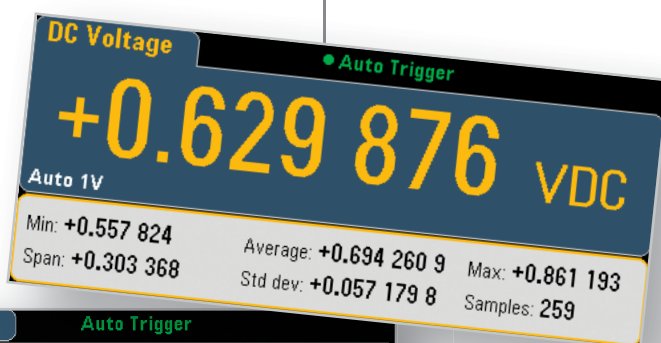 DC Voltage
Auto Trigger
+0.629 876 VDC
Auto 1V
Min: +0.557 824 Average: +0.694 260 9 Max: +0.861 193
Span: +0.303 368 Std dev: +0.057 179 8 Samples: 259
Auto Trigger